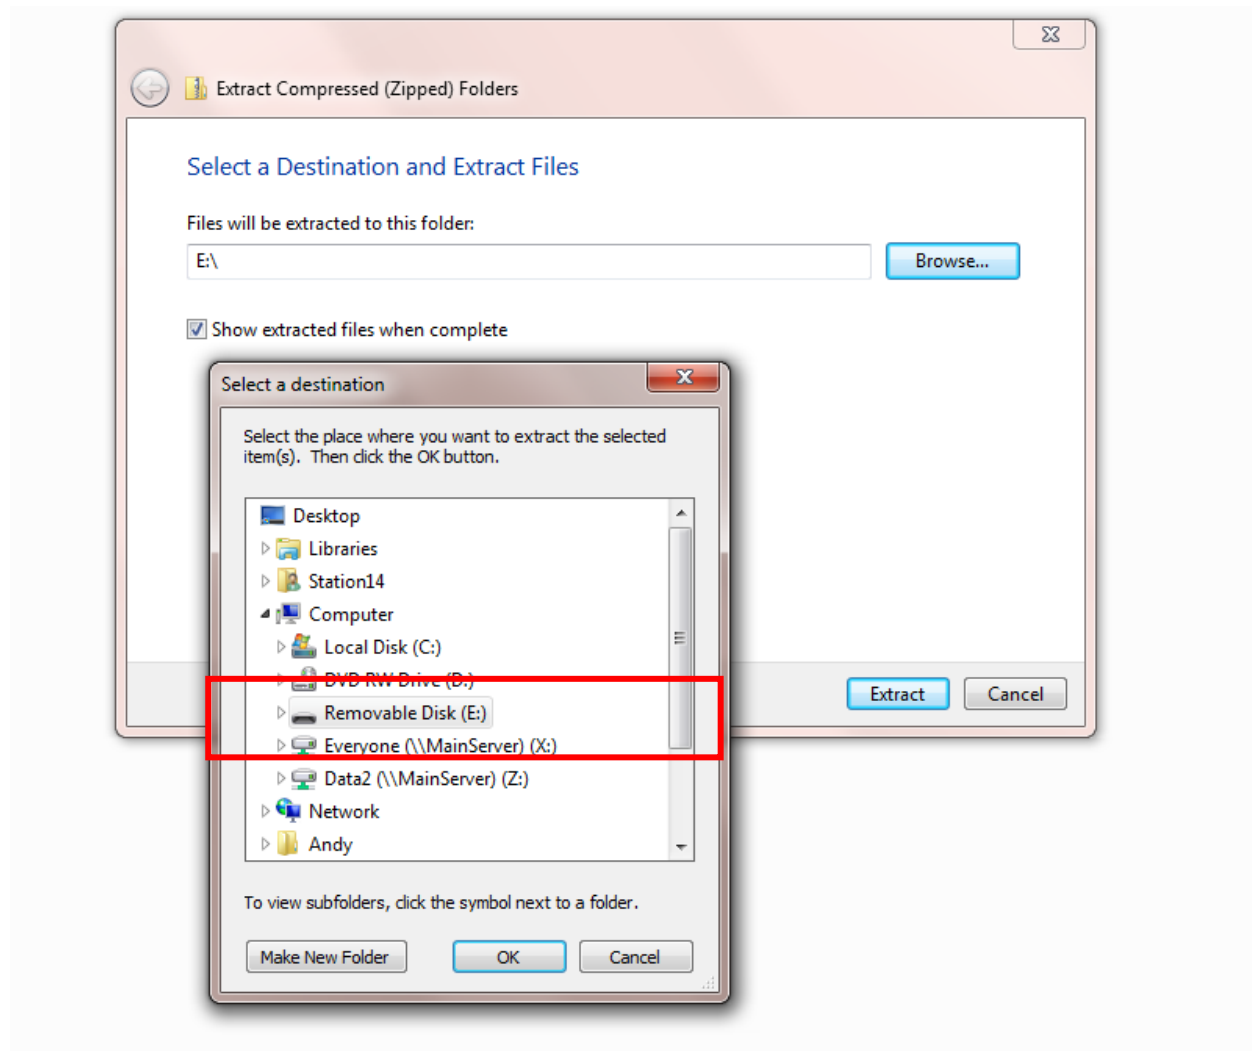 Extract Compressed (Zipped) Folders
Select a Destination and Extract Files
Files will be extracted to this folder:
E:\
Browse...
Show extracted files when complete
Select a destination
Select the place where you want to extract the selected
item(s). Then click the OK button.
Desktop
Libraries
Station14
Computer
Local Disk (C:)
DVD RW Drive (D:)
Removable Disk (E:)
Everyone (\\MainServer) (X:)
Data2 (\\MainServer) (Z:)
Network
Andy
To view subfolders, click the symbol next to a folder.
Make New Folder
OK
Cancel
Extract
Cancel